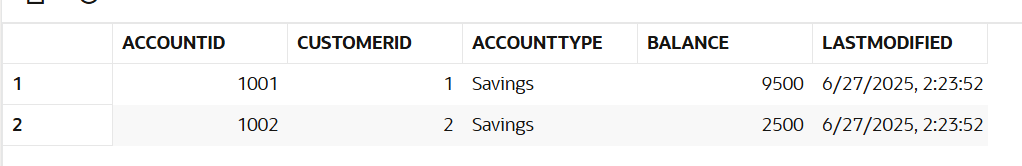 ACCOUNTID CUSTOMERID ACCOUNTTYPE BALANCE LASTMODIFIED
1 1001 1 Savings 9500 6/27/2025, 2:23:52
2 1002 2 Savings 2500 6/27/2025, 2:23:52